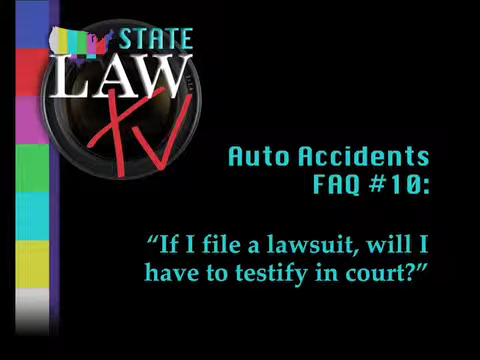 STATE
LAW
TV
Auto Accidents
FAQ #10:
“If I file a lawsuit, will I
have to testify in court?”